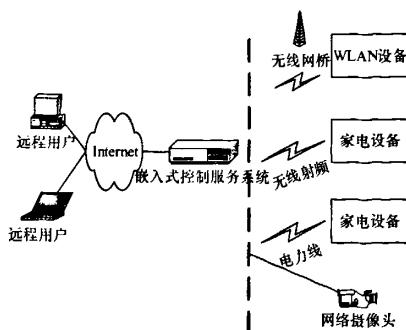 无线网桥
WLAN设备
远程用户
Internet
嵌入式控制服务系统
无线射频
家电设备
远程用户
电力线
家电设备
网络摄像头